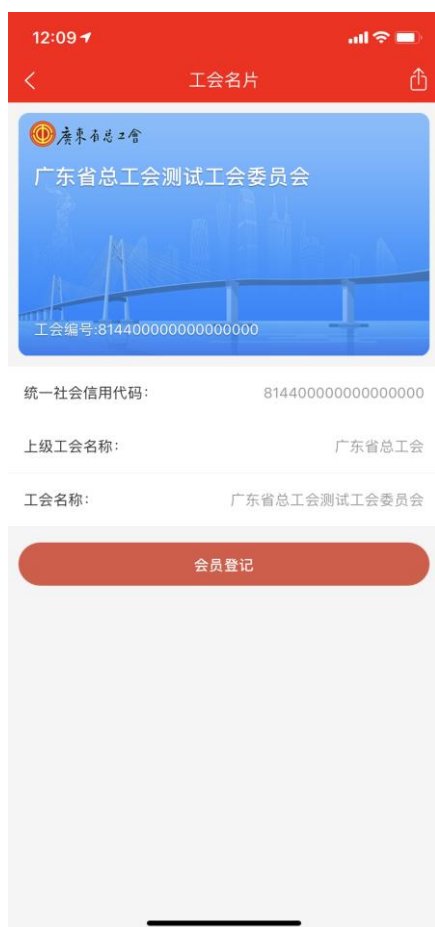 12:09
工会名片
廣東省总工會
广东省总工会测试工会委员会
工会编号:814400000000000000
统一社会信用代码: 814400000000000000
上级工会名称: 广东省总工会
工会名称: 广东省总工会测试工会委员会
会员登记